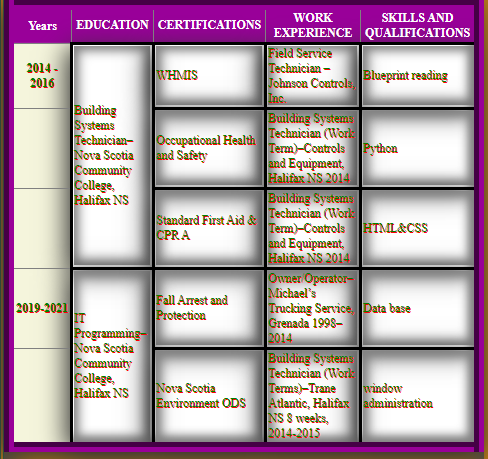 Years
EDUCATION
CERTIFICATIONS
WORK
EXPERIENCE
SKILLS AND
QUALIFICATIONS
2014 -
2016
Building
Systems
Technician–
Nova Scotia
Community
College,
Halifax NS
WHMIS
Field Service
Technician –
Johnson Controls,
Inc.
Blueprint reading
Occupational Health
and Safety
Building Systems
Technician (Work
Term)–Controls
and Equipment,
Halifax NS 2014
Python
Standard First Aid &
CPR A
Building Systems
Technician (Work
Term)–Controls
and Equipment,
Halifax NS 2014
HTML&CSS
2019-2021
IT
Programming–
Nova Scotia
Community
College,
Halifax NS
Fall Arrest and
Protection
Owner/Operator–
Michael’s
Trucking Service,
Grenada 1998–
2014
Data base
Nova Scotia
Environment ODS
Building Systems
Technician (Work
Terms)–Trane
Atlantic, Halifax
NS 8 weeks,
2014-2015
window
administration